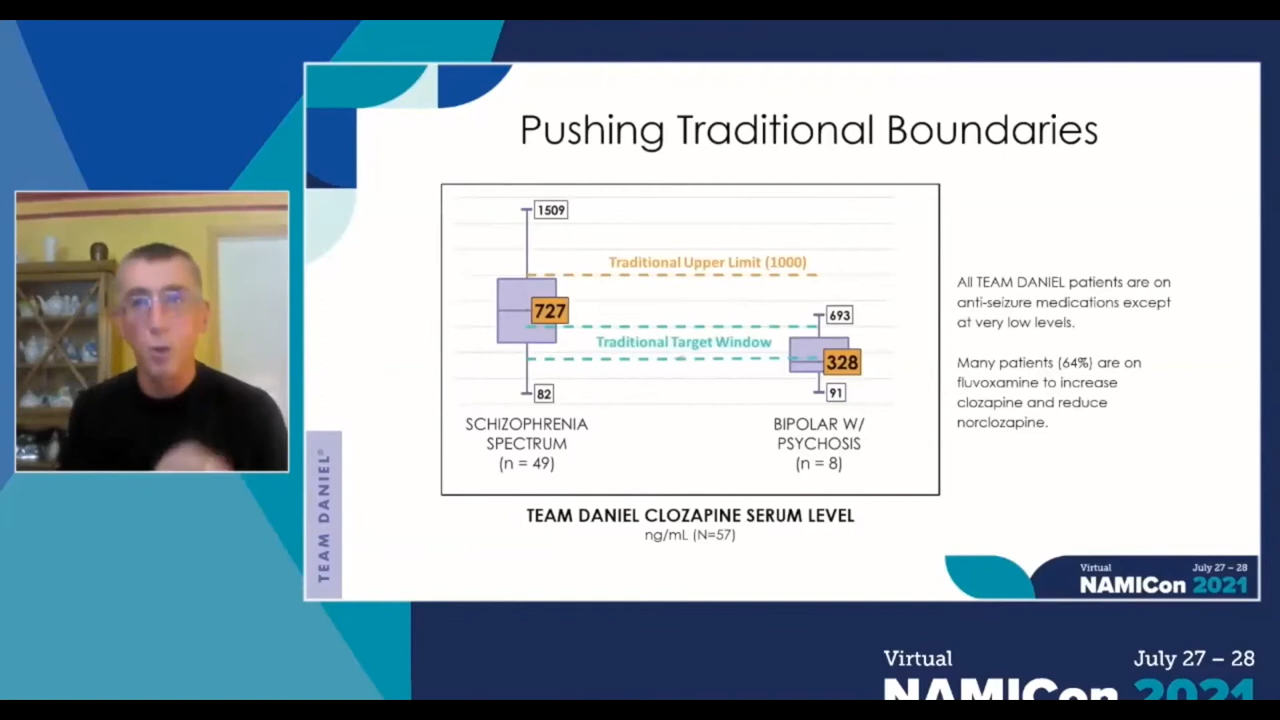 Pushing Traditional Boundaries
1509
Traditional Upper Limit (1000)
727
693
Traditional Target Window
328
82
91
SCHIZOPHRENIA
SPECTRUM
(n = 49)
BIPOLAR W/
PSYCHOSIS
(n = 8)
TEAM DANIEL CLOZAPINE SERUM LEVEL
ng/mL (N=57)
All TEAM DANIEL patients are on
anti-seizure medications except
at very low levels.
Many patients (64%) are on
fluvoxamine to increase
clozapine and reduce
norclozapine.
TEAM DANIEL®
Virtual July 27 – 28
NAMICon 2021
Virtual July 27 – 28
NAMICon 2021